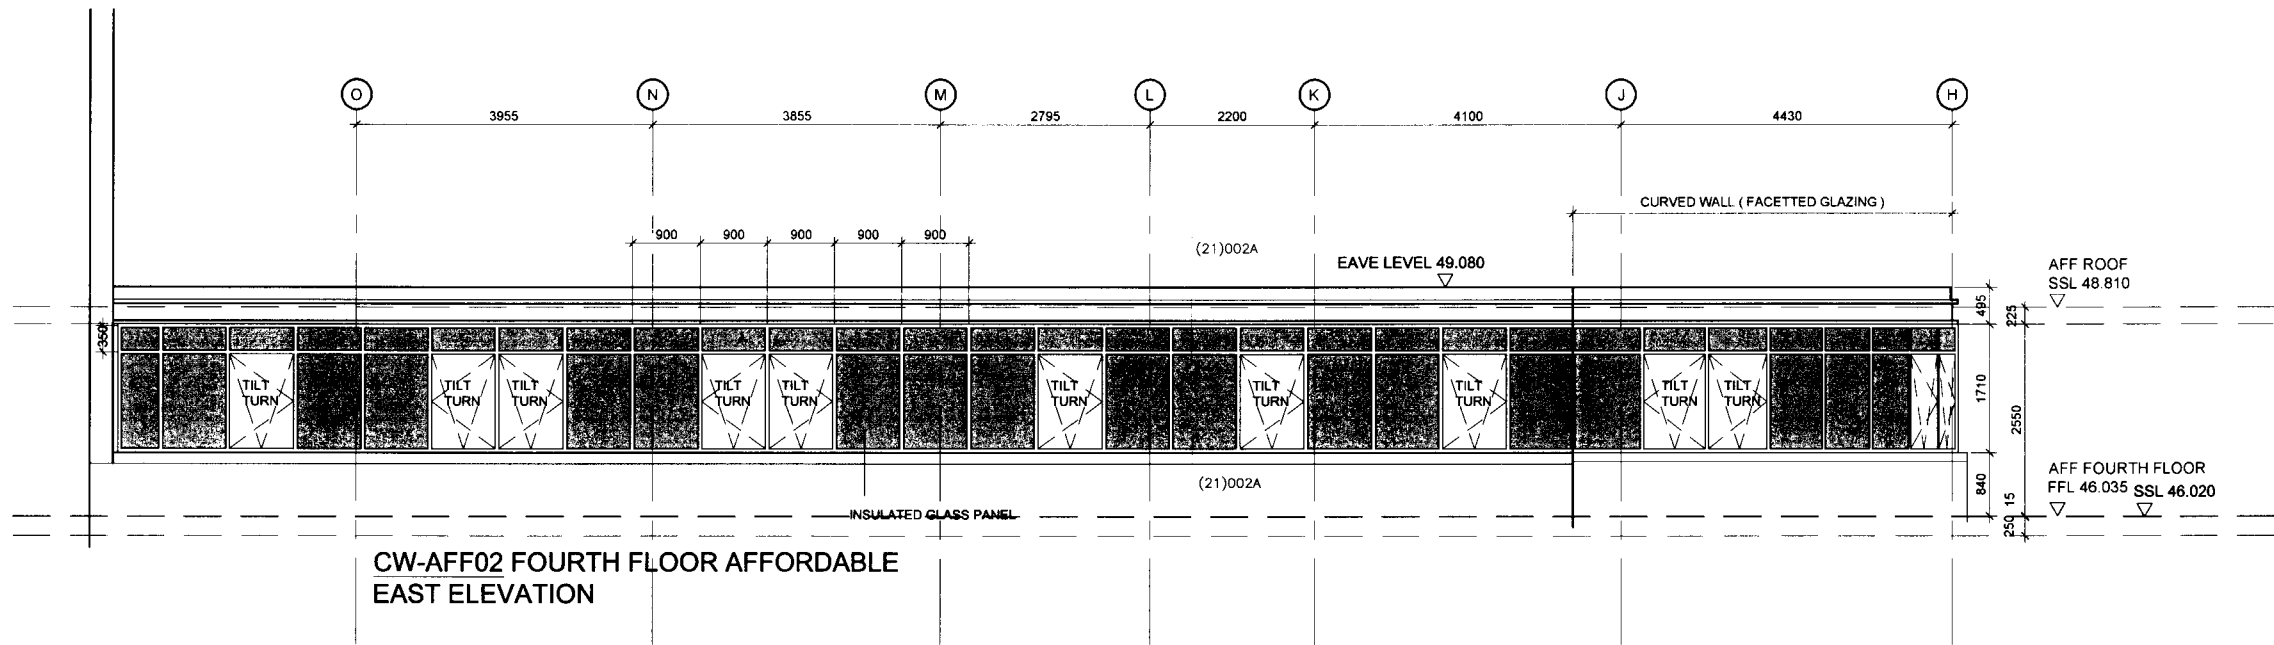 O N M L K J H
3955 3855 2795 2200 4100 4430
CURVED WALL ( FACETTED GLAZING )
900 900 900 900 900
(21)002A
EAVE LEVEL 49.080
AFF ROOF
SSL 48.810
495
225
350
TILT
TURN
TILT
TURN
TILT
TURN
TILT
TURN
TILT
TURN
TILT
TURN
TILT
TURN
TILT
TURN
TILT
TURN
TILT
TURN
1710
2550
840
15
250
(21)002A
AFF FOURTH FLOOR
FFL 46.035 SSL 46.020
INSULATED GLASS PANEL
CW-AFF02 FOURTH FLOOR AFFORDABLE
EAST ELEVATION